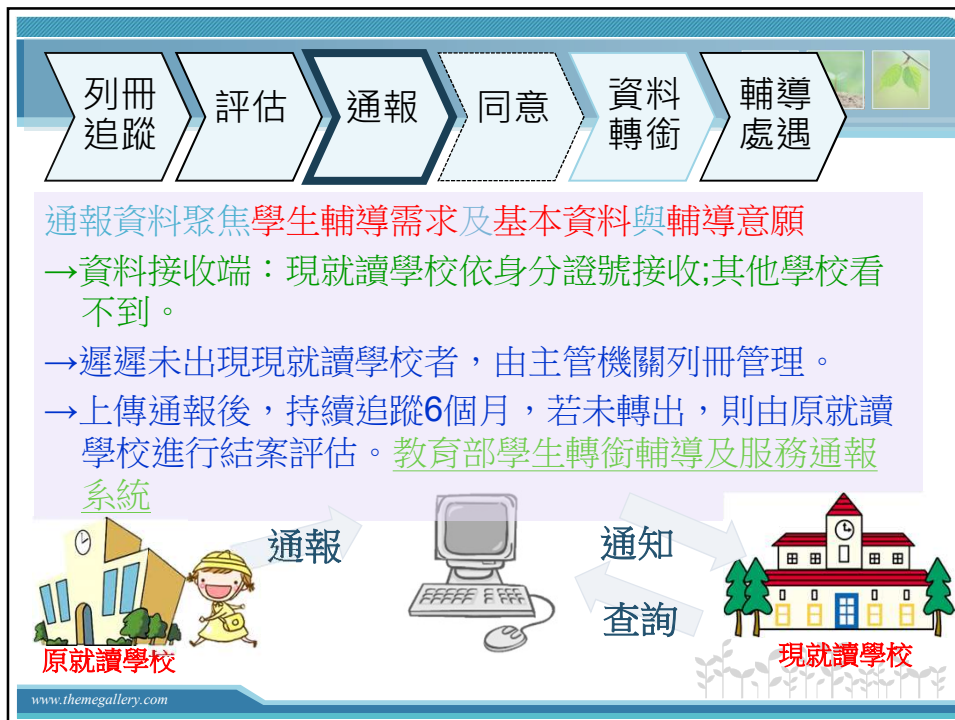 列冊
追蹤
評估
通報
同意
資料
轉銜
輔導
處遇
通報資料聚焦學生輔導需求及基本資料與輔導意願
→資料接收端：現就讀學校依身分證號接收;其他學校看
不到。
→遲遲未出現現就讀學校者，由主管機關列冊管理。
→上傳通報後，持續追蹤6個月，若未轉出，則由原就讀
學校進行結案評估。教育部學生轉銜輔導及服務通報
系統
通報
通知
查詢
原就讀學校
現就讀學校
www.themegallery.com